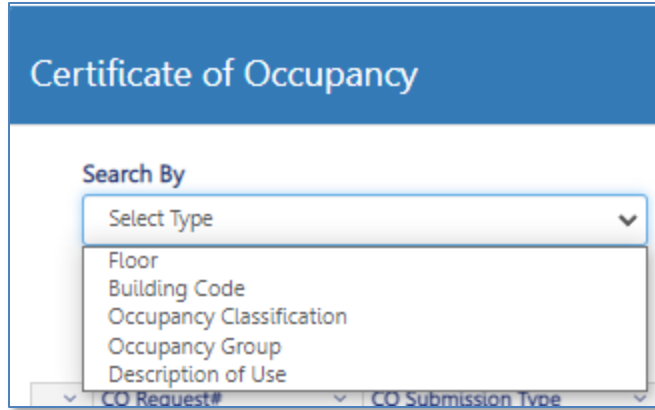 Certificate of Occupancy
Search By
Select Type
Floor
Building Code
Occupancy Classification
Occupancy Group
Description of Use
CO Request# CO Submission Type